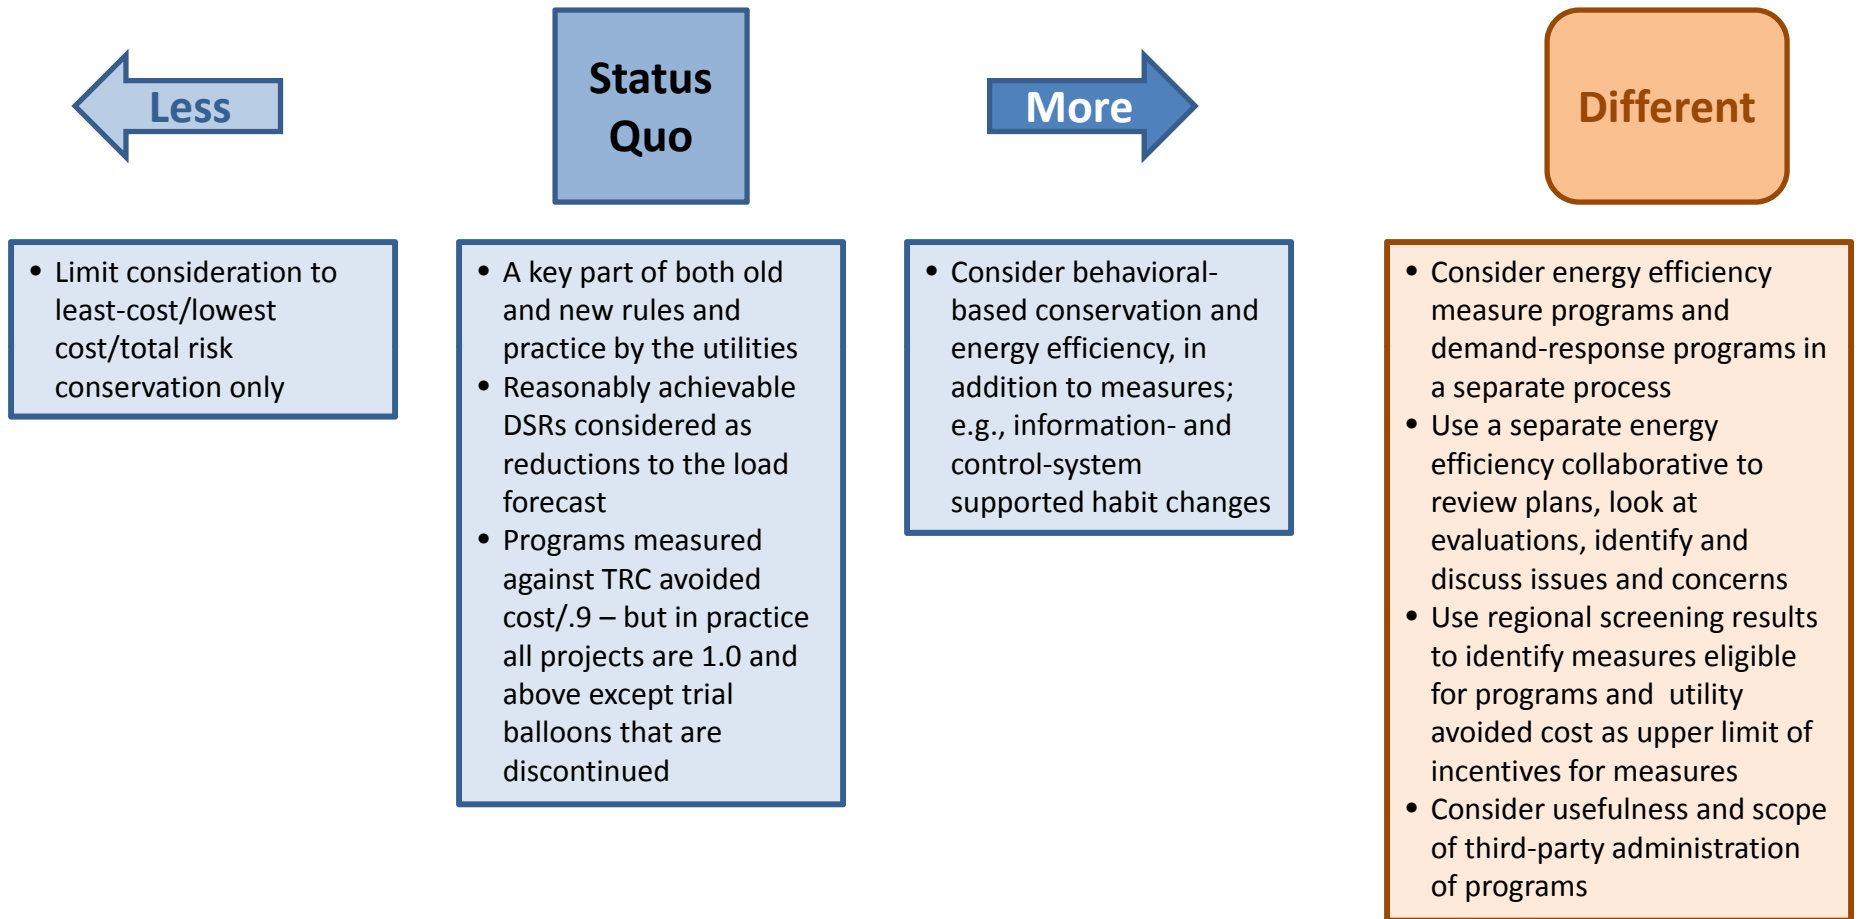 Less
Status
Quo
More
Different
• Limit consideration to
least-cost/lowest
cost/total risk
conservation only
• A key part of both old
and new rules and
practice by the utilities
• Reasonably achievable
DSRs considered as
reductions to the load
forecast
• Programs measured
against TRC avoided
cost/.9 – but in practice
all projects are 1.0 and
above except trial
balloons that are
discontinued
• Consider behavioral-
based conservation and
energy efficiency, in
addition to measures;
e.g., information- and
control-system
supported habit changes
• Consider energy efficiency
measure programs and
demand-response programs in
a separate process
• Use a separate energy
efficiency collaborative to
review plans, look at
evaluations, identify and
discuss issues and concerns
• Use regional screening results
to identify measures eligible
for programs and  utility
avoided cost as upper limit of
incentives for measures
• Consider usefulness and scope
of third-party administration
of programs